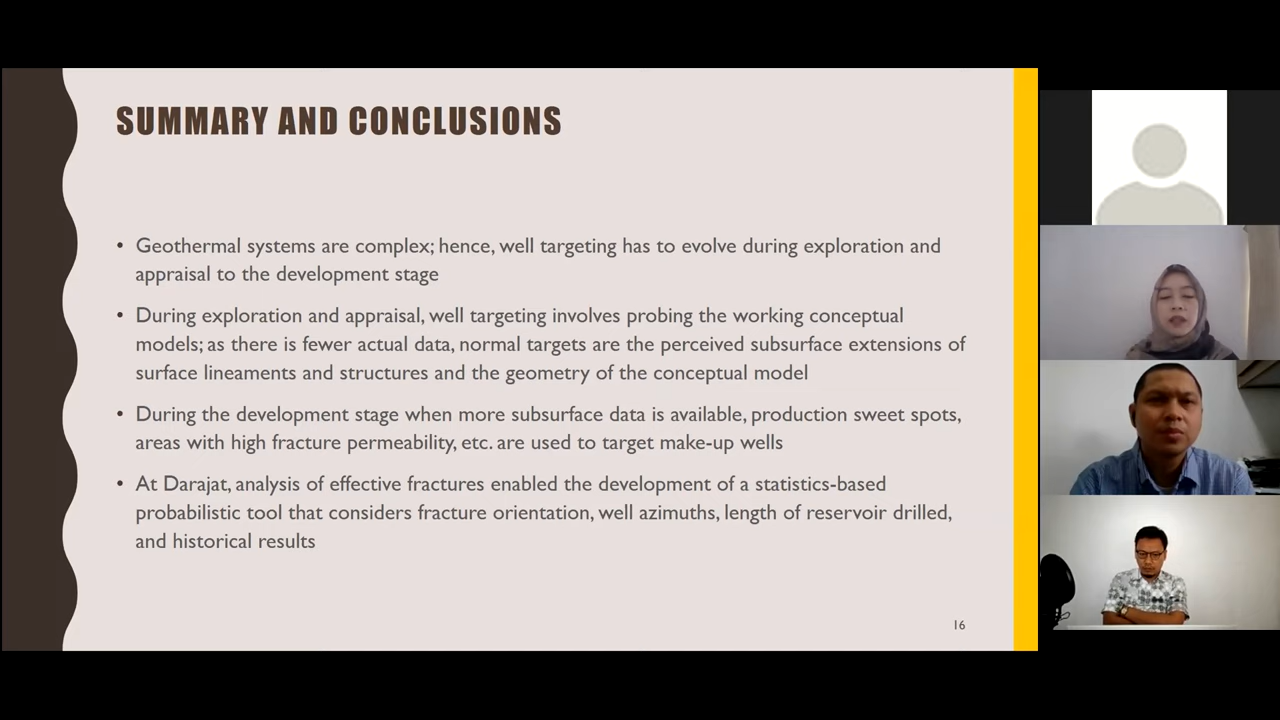 SUMMARY AND CONCLUSIONS
• Geothermal systems are complex; hence, well targeting has to evolve during exploration and
appraisal to the development stage
• During exploration and appraisal, well targeting involves probing the working conceptual
models; as there is fewer actual data, normal targets are the perceived subsurface extensions of
surface lineaments and structures and the geometry of the conceptual model
• During the development stage when more subsurface data is available, production sweet spots,
areas with high fracture permeability, etc. are used to target make-up wells
• At Darajat, analysis of effective fractures enabled the development of a statistics-based
probabilistic tool that considers fracture orientation, well azimuths, length of reservoir drilled,
and historical results
16